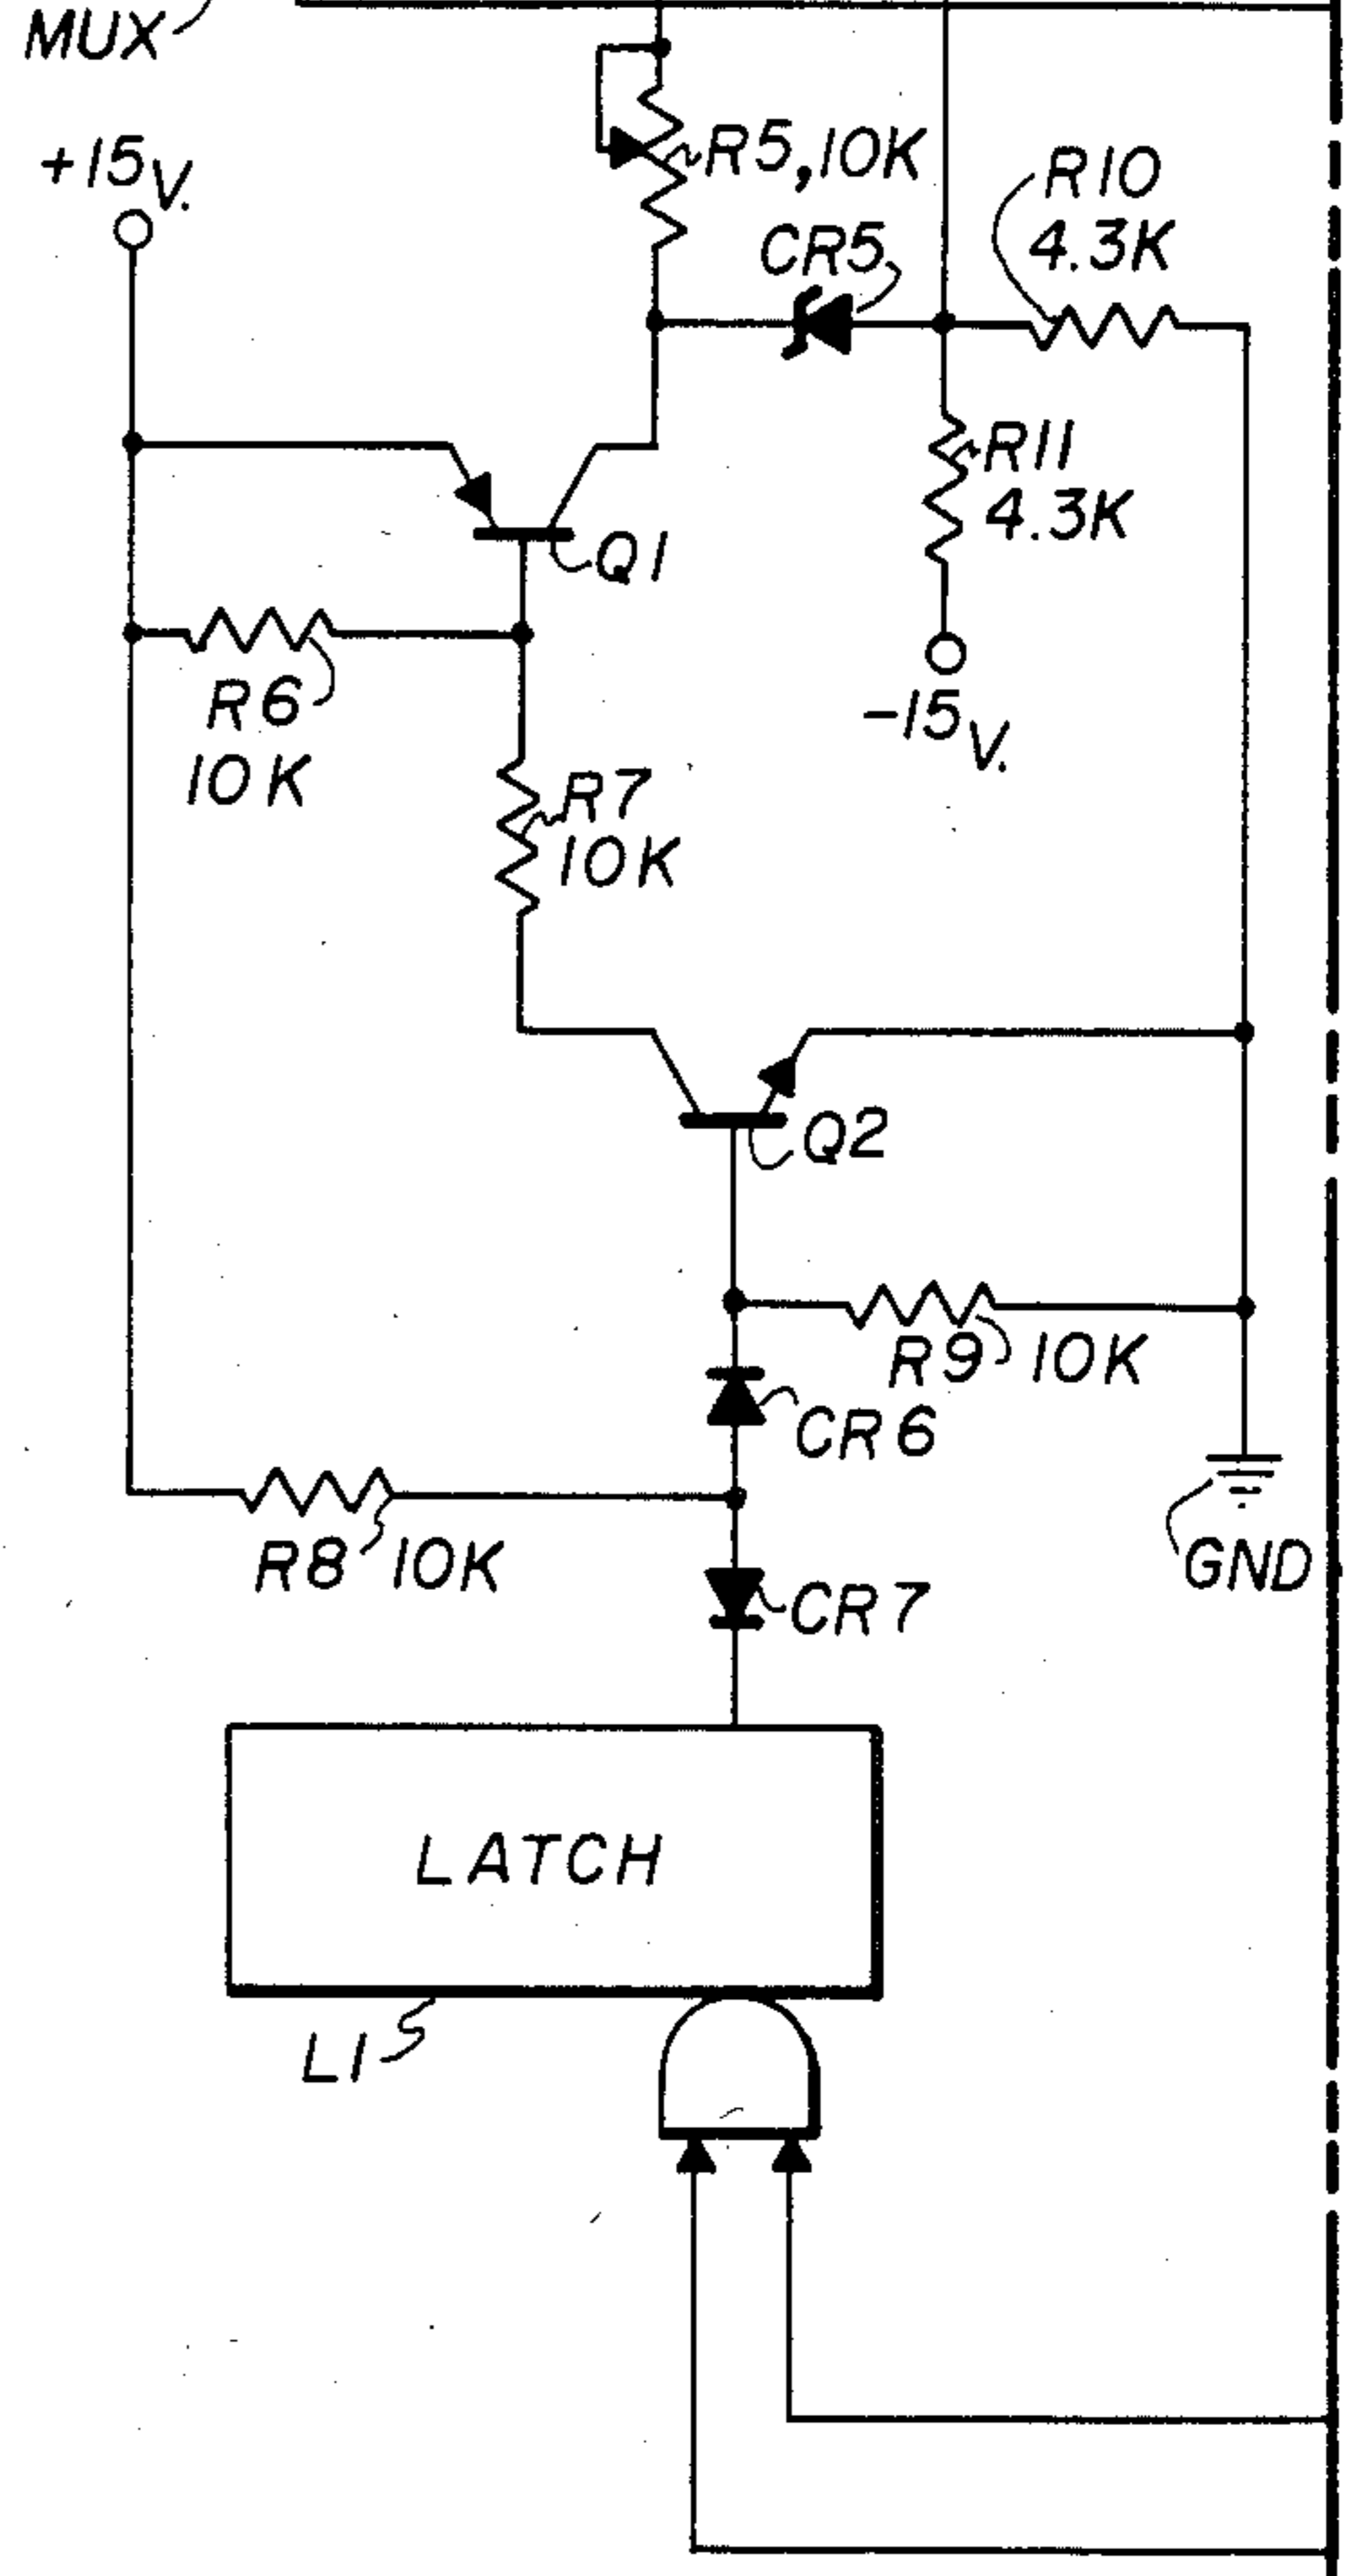 MUX
+15V.
R5,10K
R10
4.3K
CR5
R11
4.3K
Q1
R6
10K
-15V.
R7
10K
Q2
R9 10K
CR6
R8 10K
GND
CR7
LATCH
L1